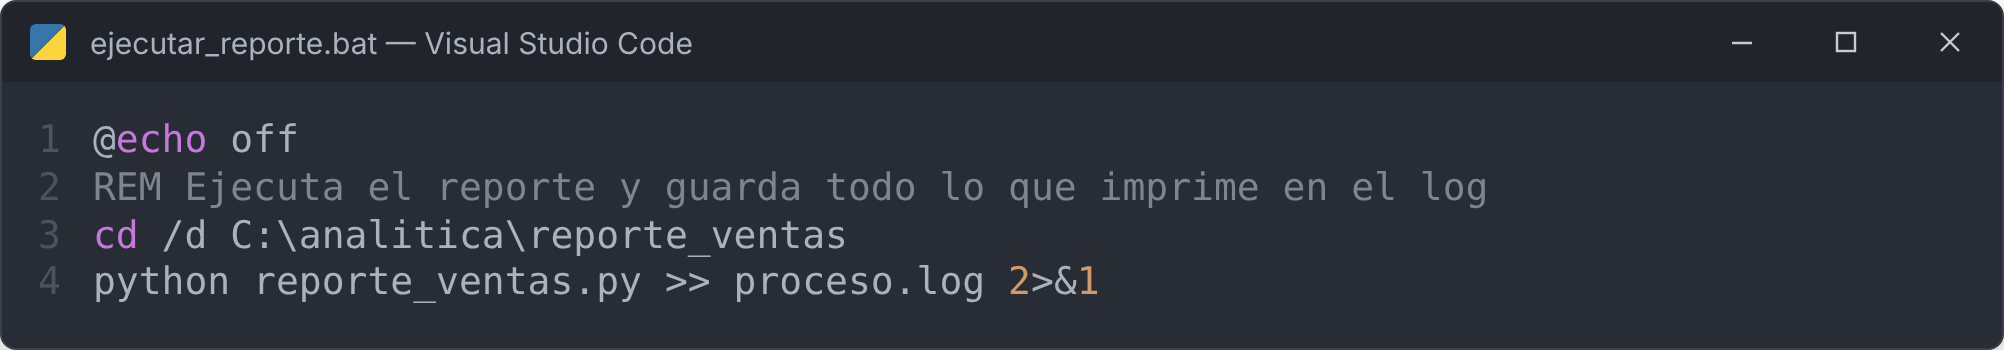 ejecutar_reporte.bat — Visual Studio Code
1 @echo off
2 REM Ejecuta el reporte y guarda todo lo que imprime en el log
3 cd /d C:\analitica\reporte_ventas
4 python reporte_ventas.py >> proceso.log 2>&1